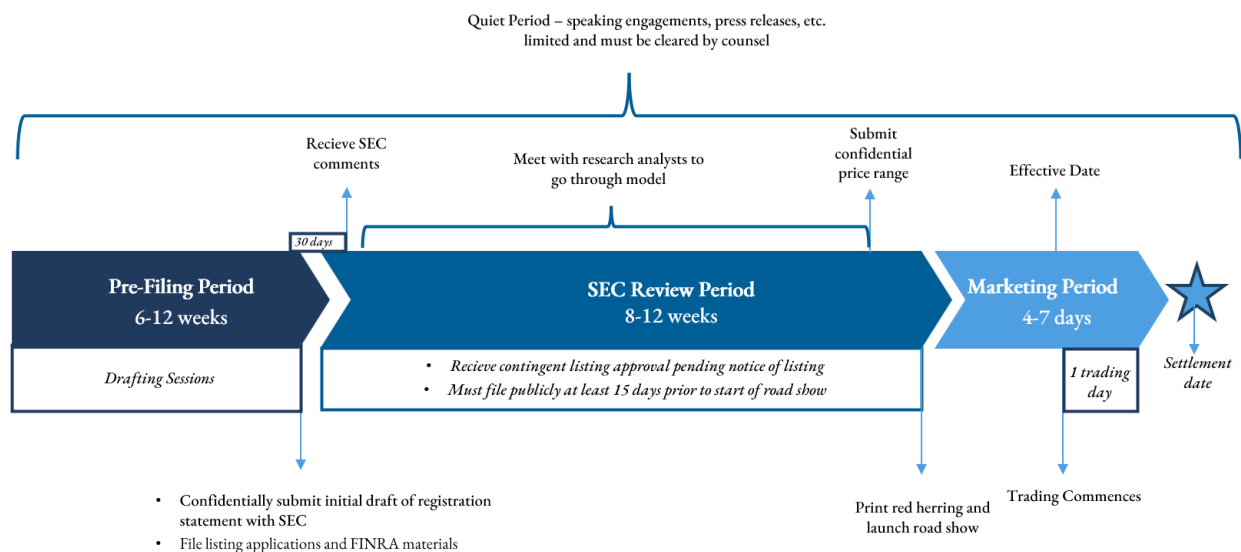 Quiet Period – speaking engagements, press releases, etc.
limited and must be cleared by counsel
Recieve SEC
comments
Meet with research analysts to
go through model
Submit
confidential
price range
Effective Date
30 days
Pre-Filing Period
6-12 weeks
SEC Review Period
8-12 weeks
Marketing Period
4-7 days
Drafting Sessions
• Recieve contingent listing approval pending notice of listing
• Must file publicly at least 15 days prior to start of road show
1 trading
day
Settlement
date
• Confidentially submit initial draft of registration
statement with SEC
• File listing applications and FINRA materials
Print red herring and
launch road show
Trading Commences